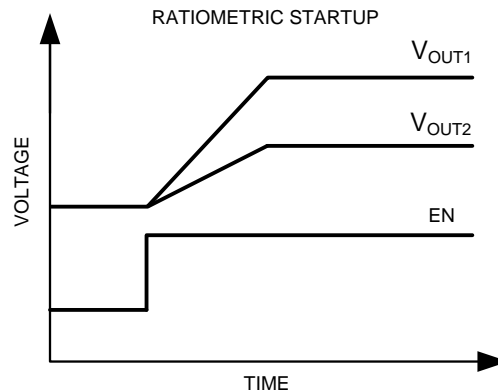 RATIOMETRIC STARTUP
VOUT1
VOUT2
EN
VOLTAGE
TIME